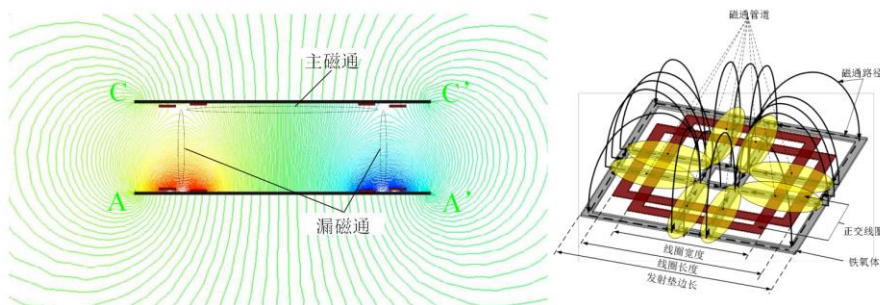 主磁通
C
C'
A
A'
漏磁通
磁通管道
磁通路径
正交线圈
铁氧体
线圈宽度
线圈长度
发射垫边长